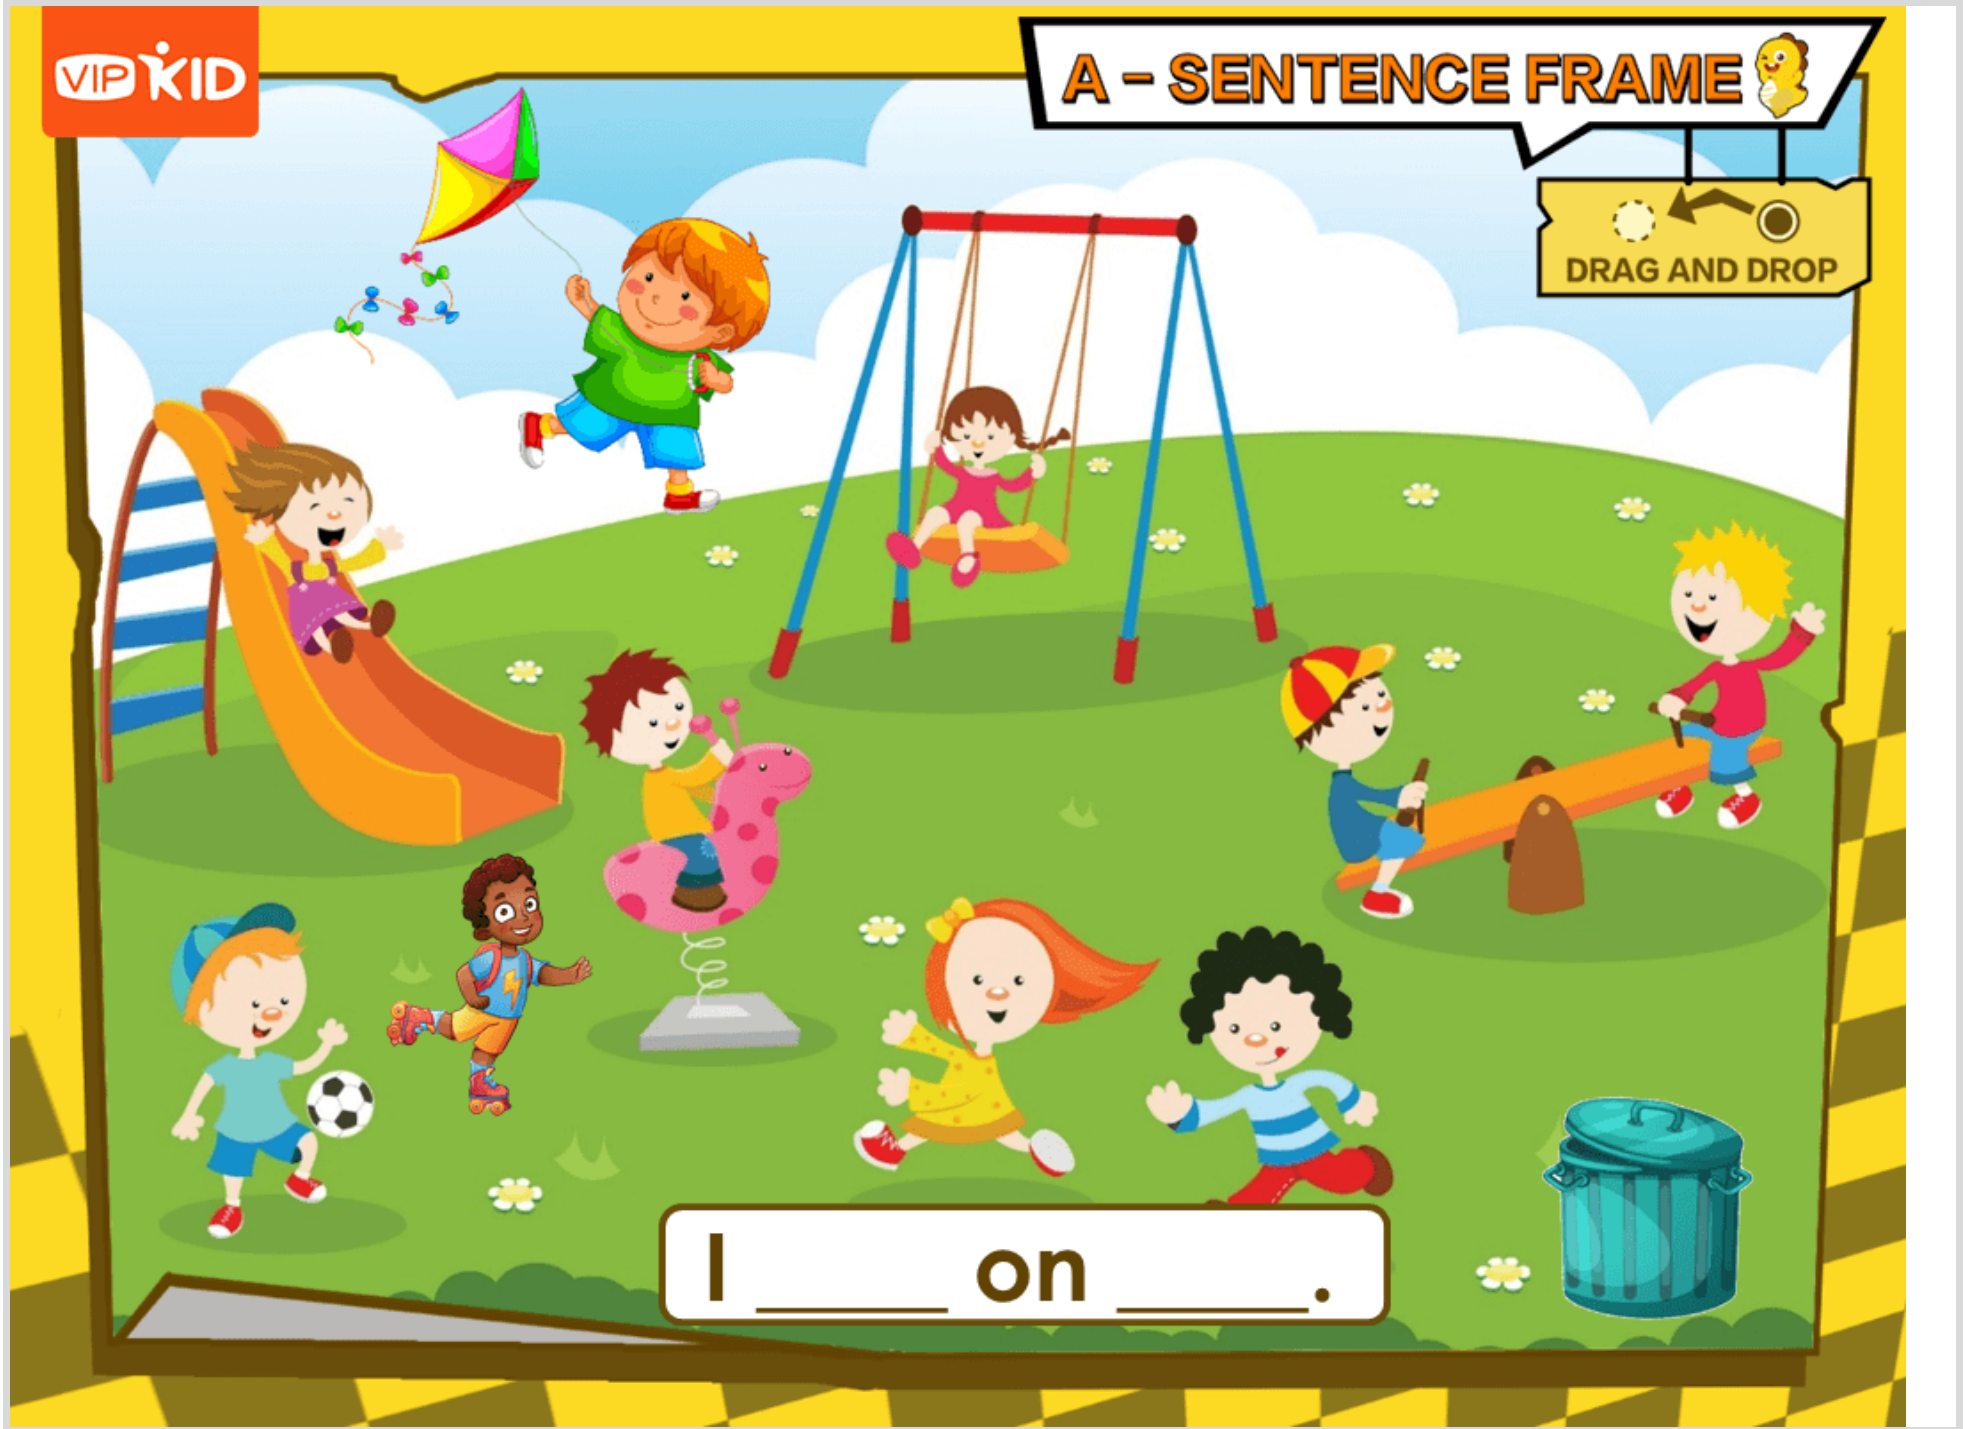 VIPKID
A – SENTENCE FRAME
DRAG AND DROP
I _____ on _____.